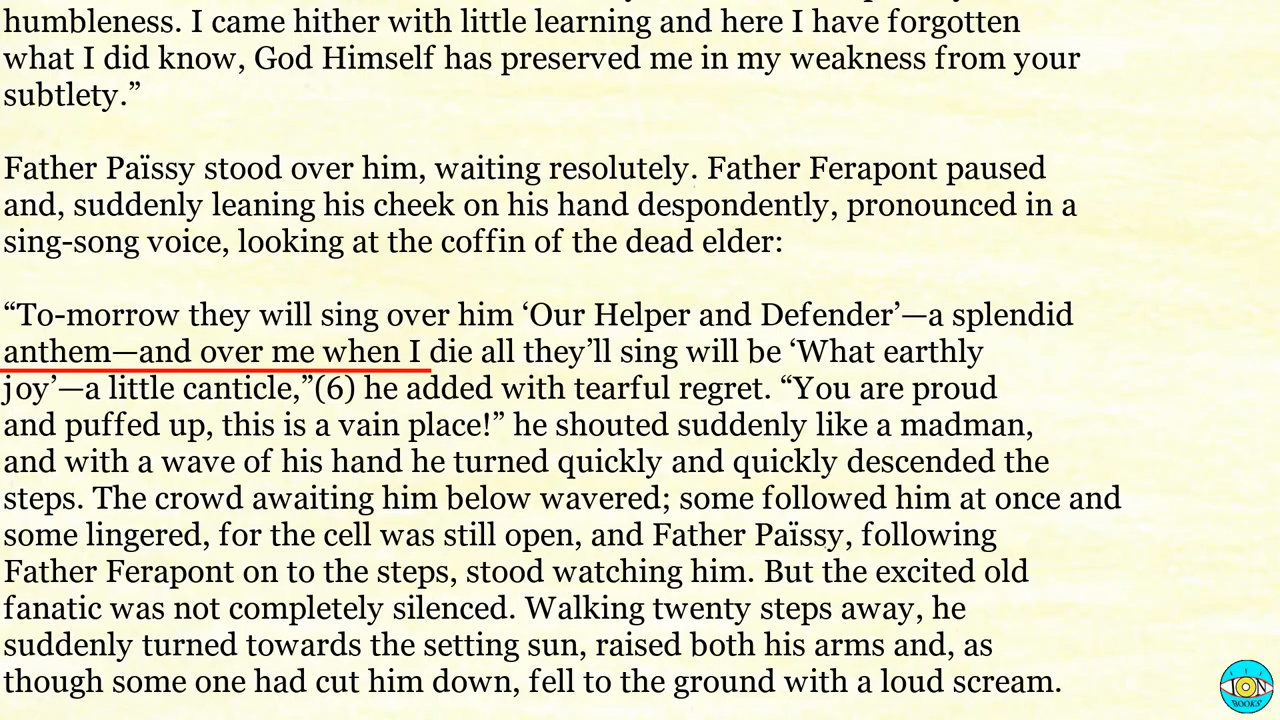 humbleness. I came hither with little learning and here I have forgotten
what I did know, God Himself has preserved me in my weakness from your
subtlety.”
Father Païssy stood over him, waiting resolutely. Father Ferapont paused
and, suddenly leaning his cheek on his hand despondently, pronounced in a
sing-song voice, looking at the coffin of the dead elder:
“To-morrow they will sing over him ‘Our Helper and Defender’—a splendid
anthem—and over me when I die all they’ll sing will be ‘What earthly
joy’—a little canticle,”(6) he added with tearful regret. “You are proud
and puffed up, this is a vain place!” he shouted suddenly like a madman,
and with a wave of his hand he turned quickly and quickly descended the
steps. The crowd awaiting him below wavered; some followed him at once and
some lingered, for the cell was still open, and Father Païssy, following
Father Ferapont on to the steps, stood watching him. But the excited old
fanatic was not completely silenced. Walking twenty steps away, he
suddenly turned towards the setting sun, raised both his arms and, as
though some one had cut him down, fell to the ground with a loud scream.
ION
BOOKS